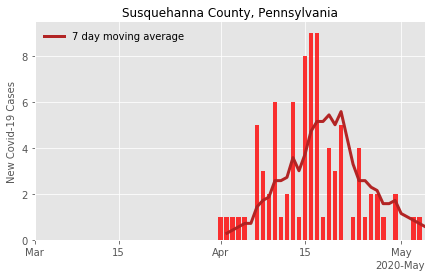 Susquehanna County, Pennsylvania
7 day moving average
New Covid-19 Cases
8
6
4
2
0
Mar
15
Apr
15
May
2020-May